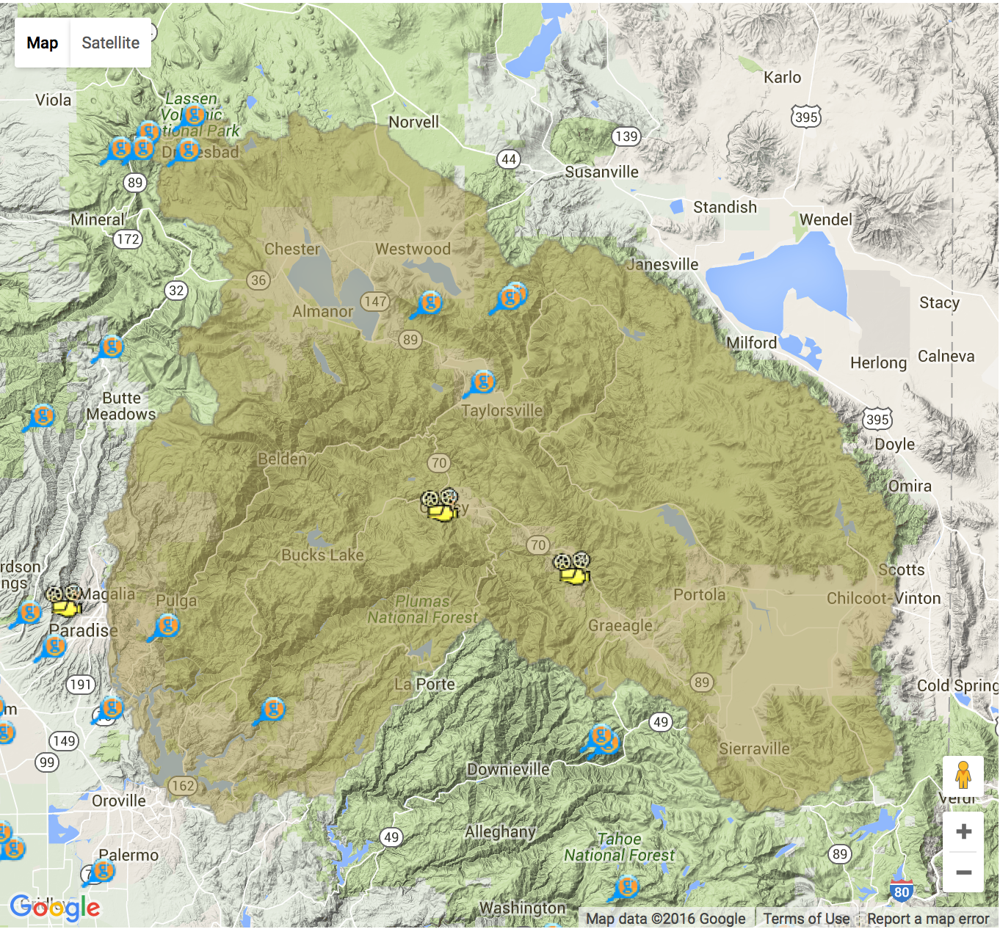 Map
Satellite
Karlo
Viola
Lassen
Norvell
395
139
44
Susanville
89
Standish
Mineral
Wendel
172
Chester
Westwood
Janesville
36
32
147
Almanor
Stacy
89
Milford
Herlong
Calneva
Butte
Meadows
Taylorsville
395
Doyle
Belden
70
Omira
70
Bucks Lake
Scotts
Magalia
Pulga
Plumas
National Forest
Portola
Chilcoot-Vinton
Paradise
Graeagle
191
La Porte
89
Cold Spring
49
149
99
Sierraville
Downieville
162
Oroville
Verdi
49
Alleghany
Tahoe
National Forest
Palermo
89
80
Google
Washington
Map data ©2016 Google
Terms of Use
Report a map error